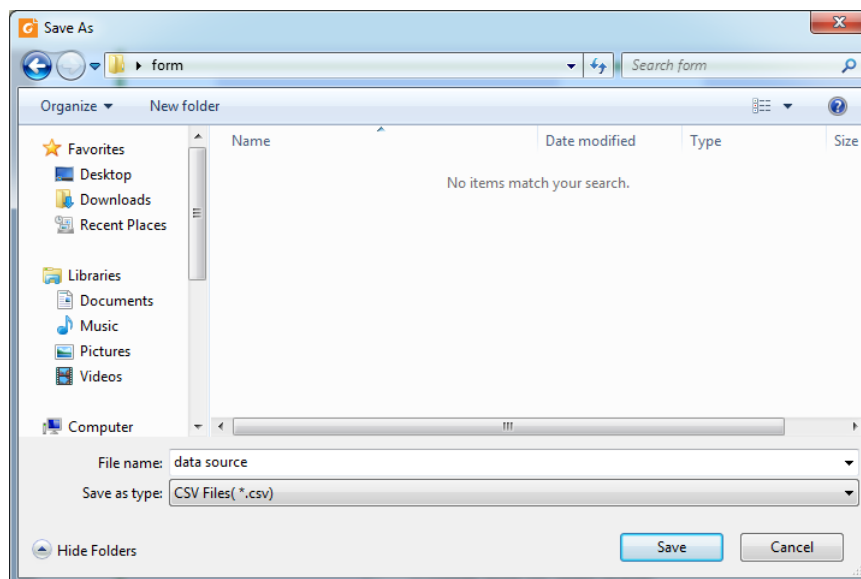 Save As
form
Search form
Organize
New folder
Name
Date modified
Type
Size
No items match your search.
Favorites
Desktop
Downloads
Recent Places
Libraries
Documents
Music
Pictures
Videos
Computer
File name: data source
Save as type: CSV Files( *.csv)
Hide Folders
Save
Cancel